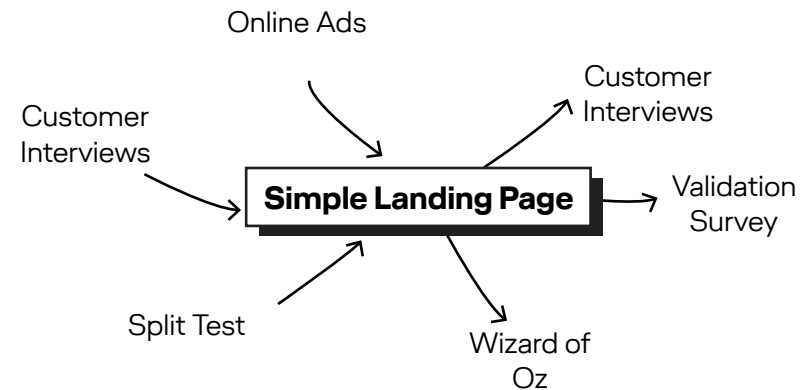 Online Ads
Customer
Interviews
Customer
Interviews
Simple Landing Page
Validation
Survey
Split Test
Wizard of
Oz